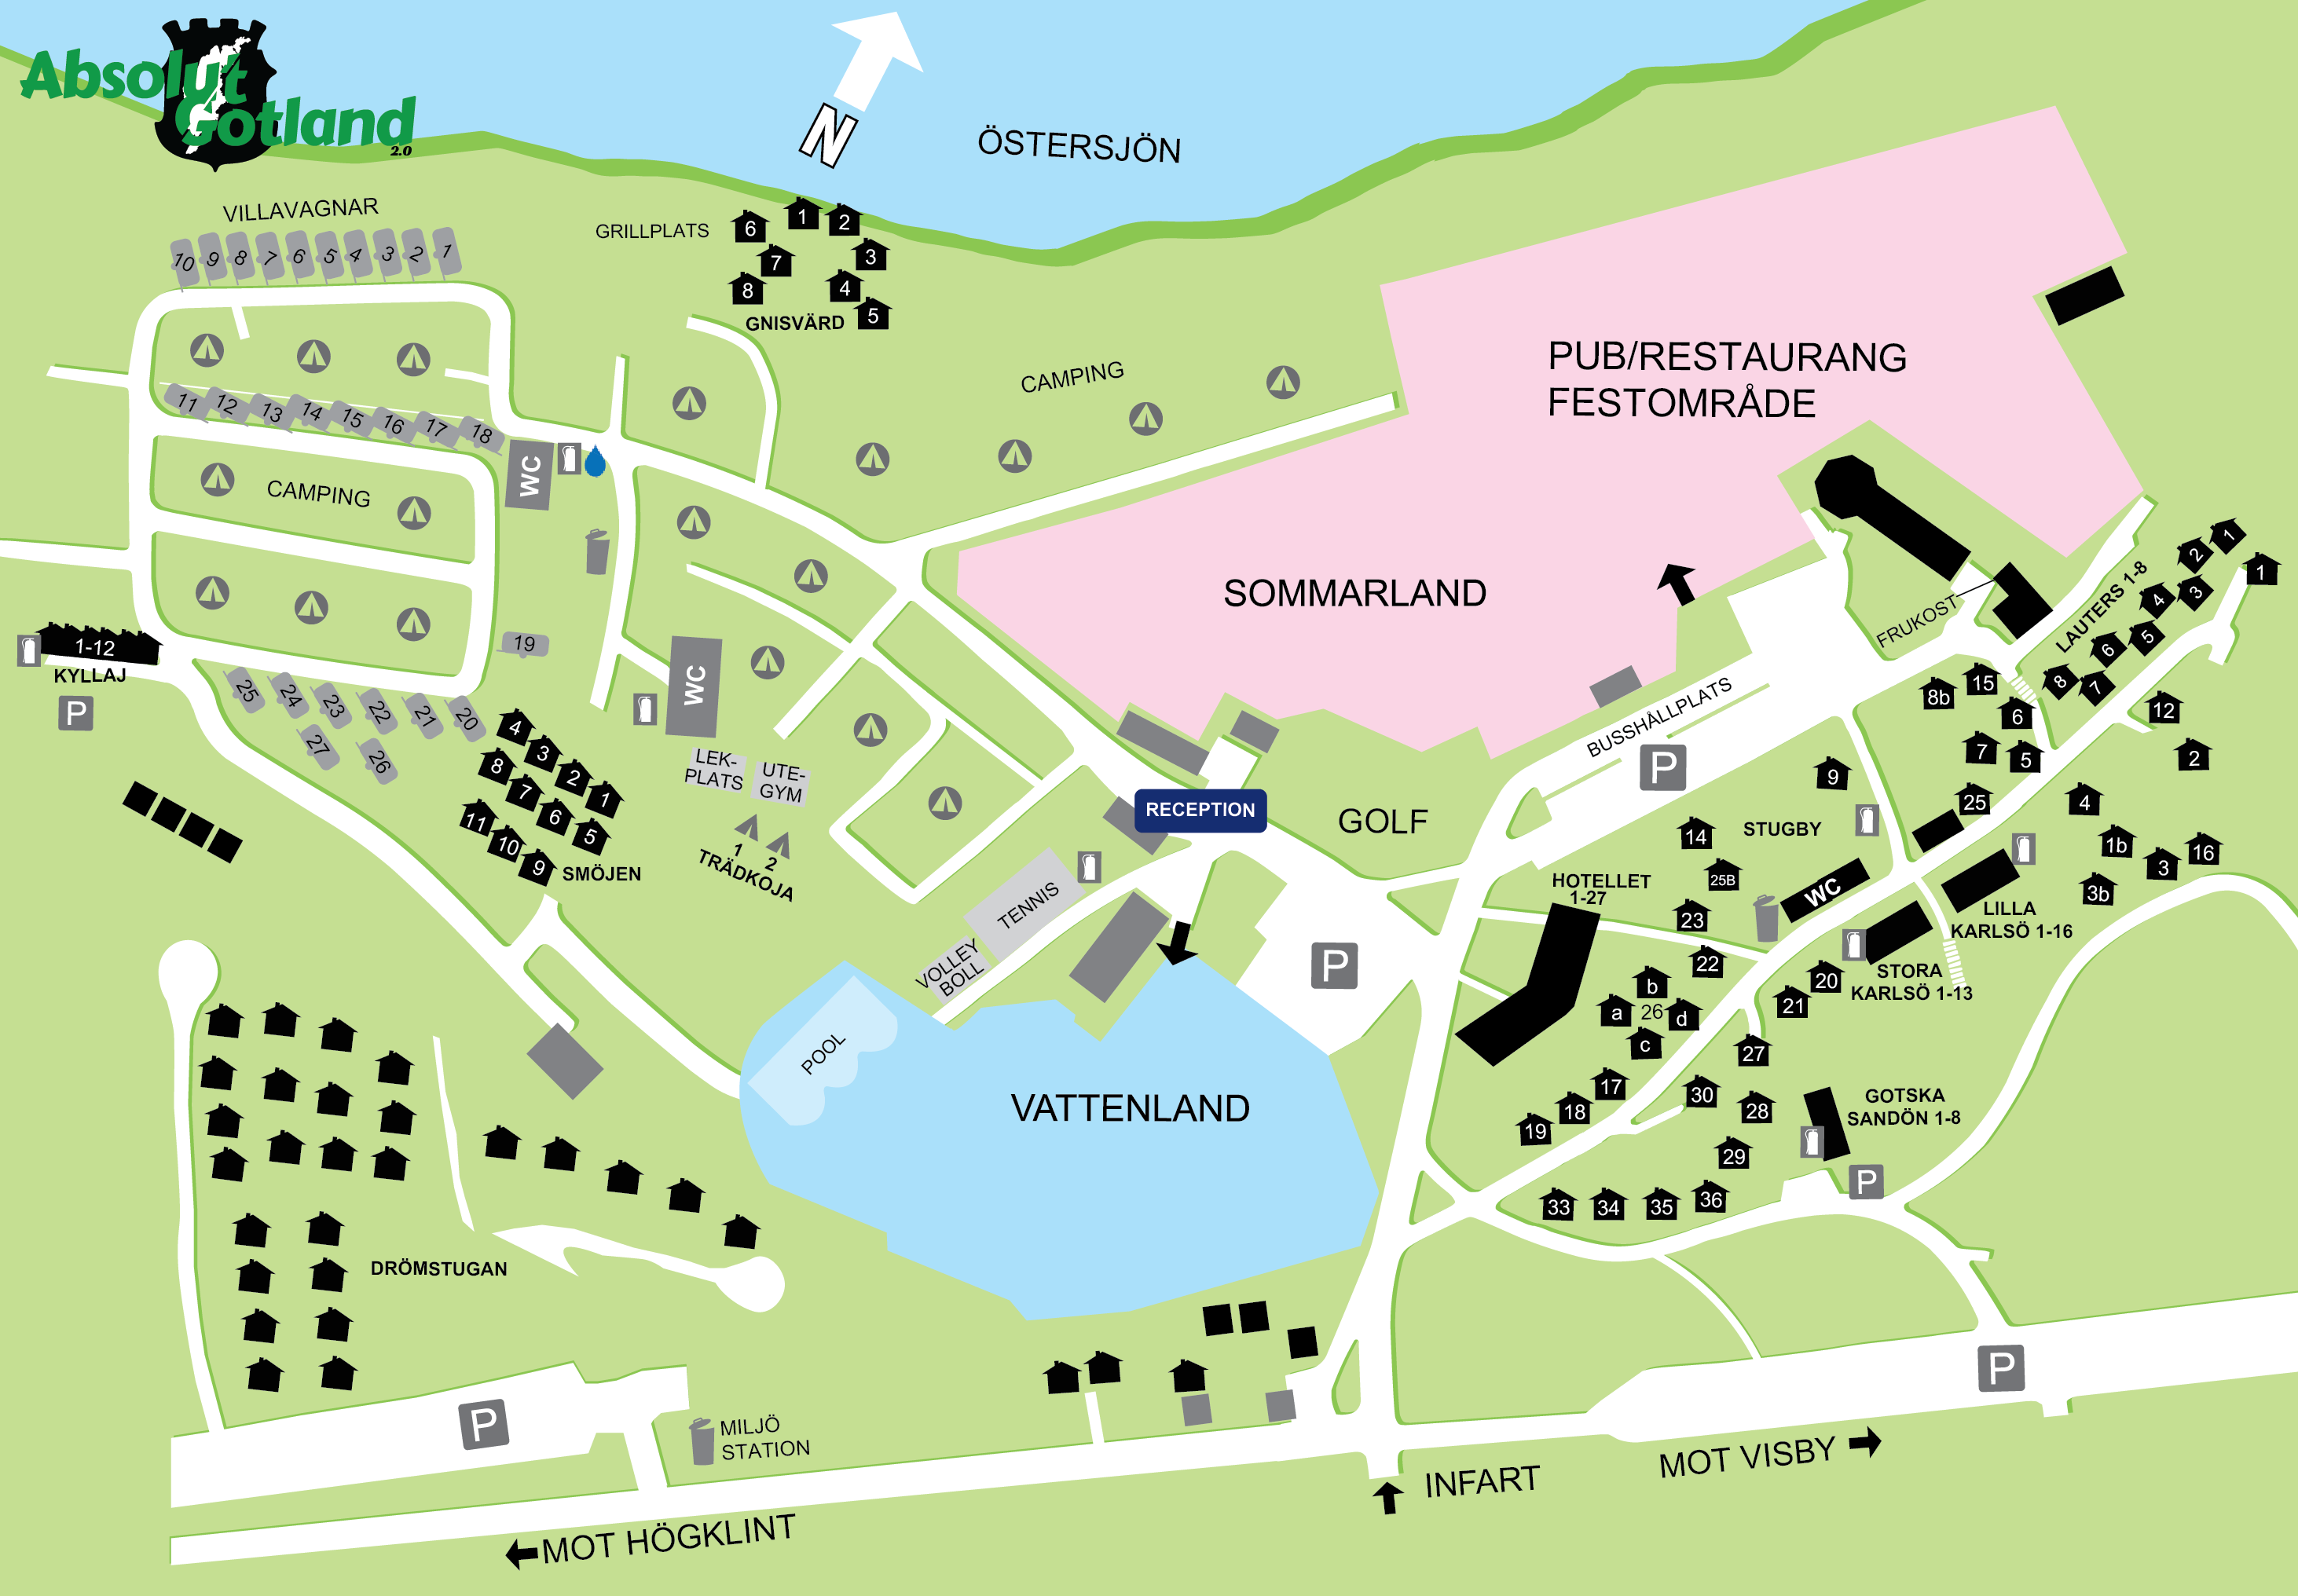 Absolut
Gotland
2.0
N
ÖSTERSJÖN
VILLAVAGNAR
10 9 8 7 6 5 4 3 2 1
GRILLPLATS
6 1 2
7 3
8 4
5
GNISVÄRD
CAMPING
PUB/RESTAURANG
FESTOMRÅDE
11 12 13 14 15 16 17 18
WC
CAMPING
SOMMARLAND
FRUKOST
LAUTERS 1-8
1
2
1
3
4
5
6
7
8
1-12
KYLLAJ
P
19
25 24 23 22 21 20
27 26
WC
LEK-
PLATS
UTE-
GYM
1 2
TRÄDKOJA
4
3
8 2
7 1
11 6
10 5
9
SMÖJEN
BUSSHÅLLPLATS
P
8b 15
6
12
7 5
2
9
25
4
RECEPTION
GOLF
14
STUGBY
1b
3
16
3b
25B
HOTELLET
1-27
WC
23
LILLA
KARLSÖ 1-16
TENNIS
VOLLEY
BOLL
P
22
STORA
KARLSÖ 1-13
20
21
b
a 26 d
c
27
POOL
17
18
19
30
28
GOTSKA
SANDÖN 1-8
29
P
VATTENLAND
33 34 35 36
DRÖMSTUGAN
P
P
MILJÖ
STATION
MOT VISBY
INFART
MOT HÖGKLINT